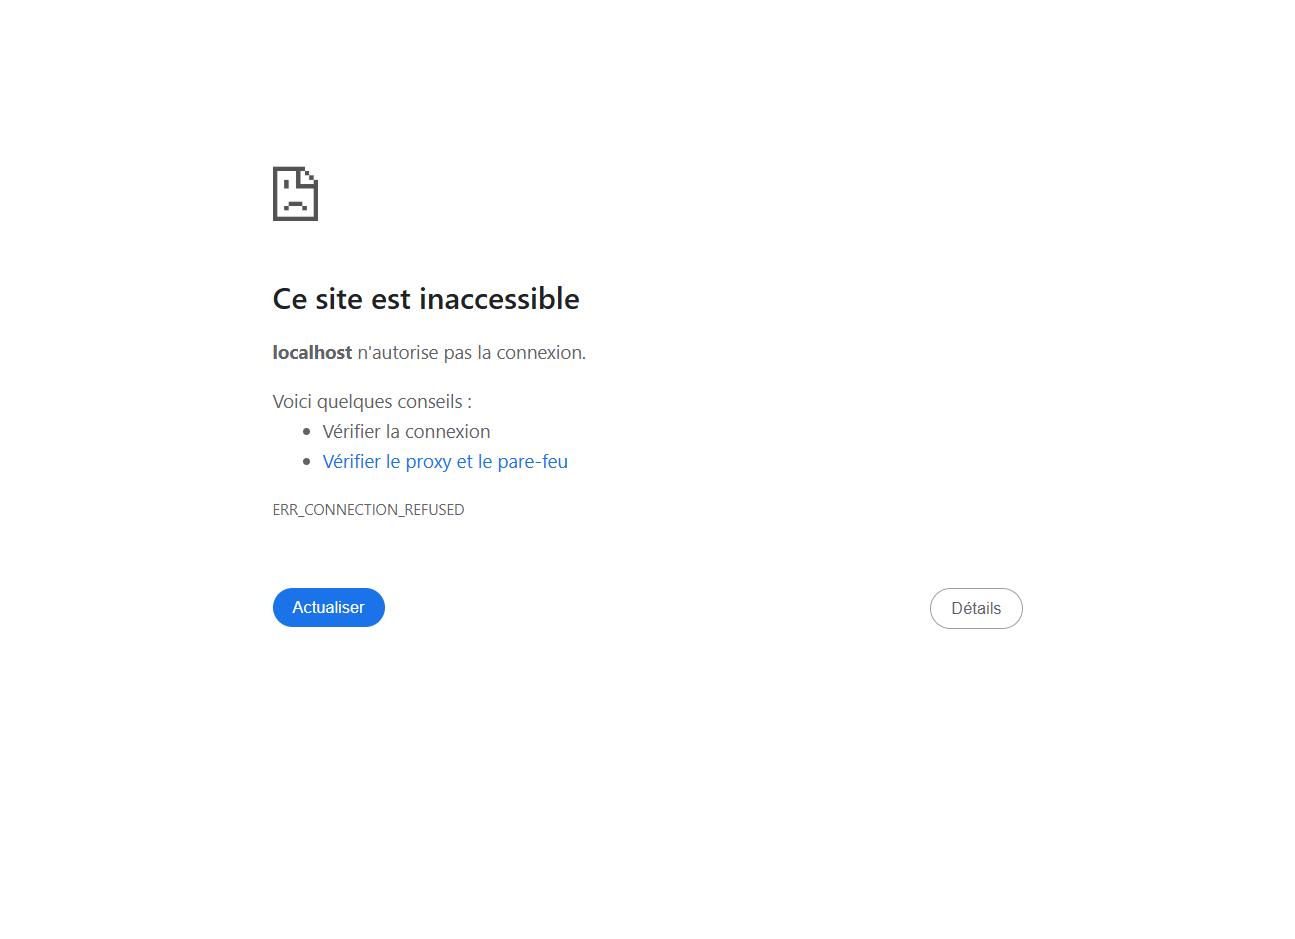 Ce site est inaccessible
localhost n'autorise pas la connexion.
Voici quelques conseils :
Vérifier la connexion
Vérifier le proxy et le pare-feu
ERR_CONNECTION_REFUSED
Actualiser
Détails